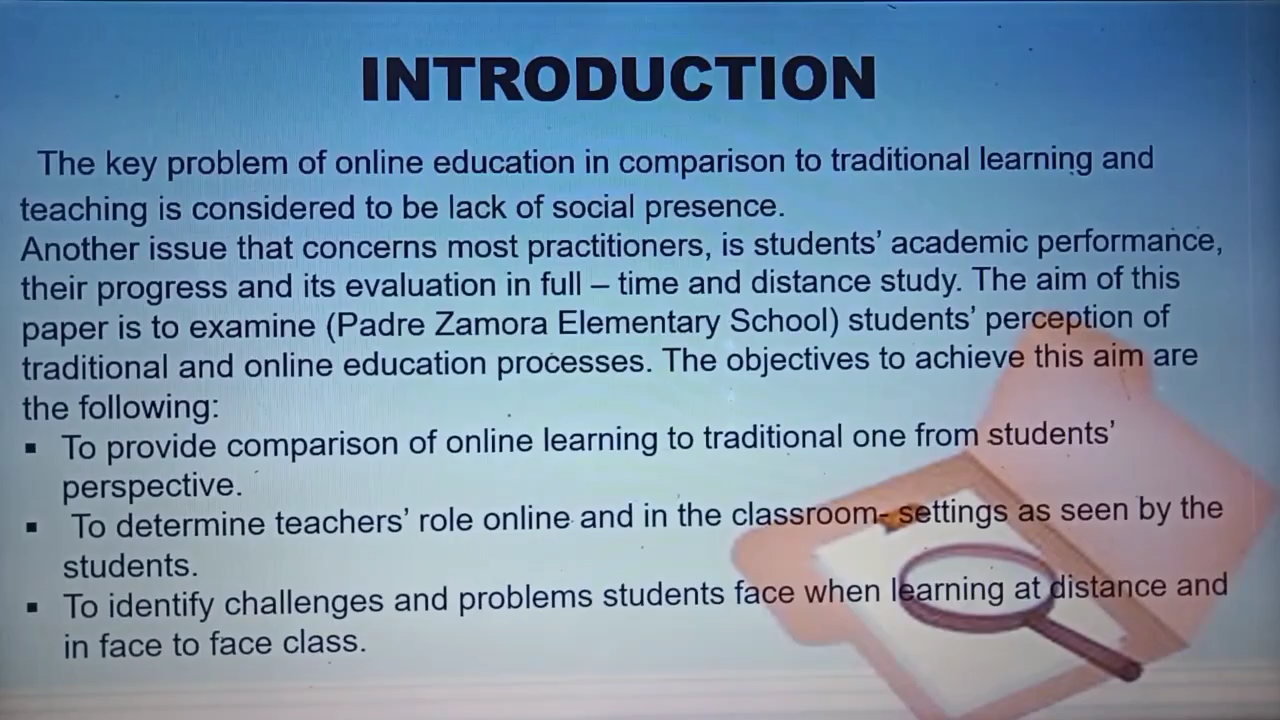 INTRODUCTION
The key problem of online education in comparison to traditional learning and
teaching is considered to be lack of social presence.
Another issue that concerns most practitioners, is students’ academic performance,
their progress and its evaluation in full – time and distance study. The aim of this
paper is to examine (Padre Zamora Elementary School) students’ perception of
traditional and online education processes. The objectives to achieve this aim are
the following:
▪ To provide comparison of online learning to traditional one from students’
perspective.
▪ To determine teachers’ role online and in the classroom- settings as seen by the
students.
▪ To identify challenges and problems students face when learning at distance and
in face to face class.